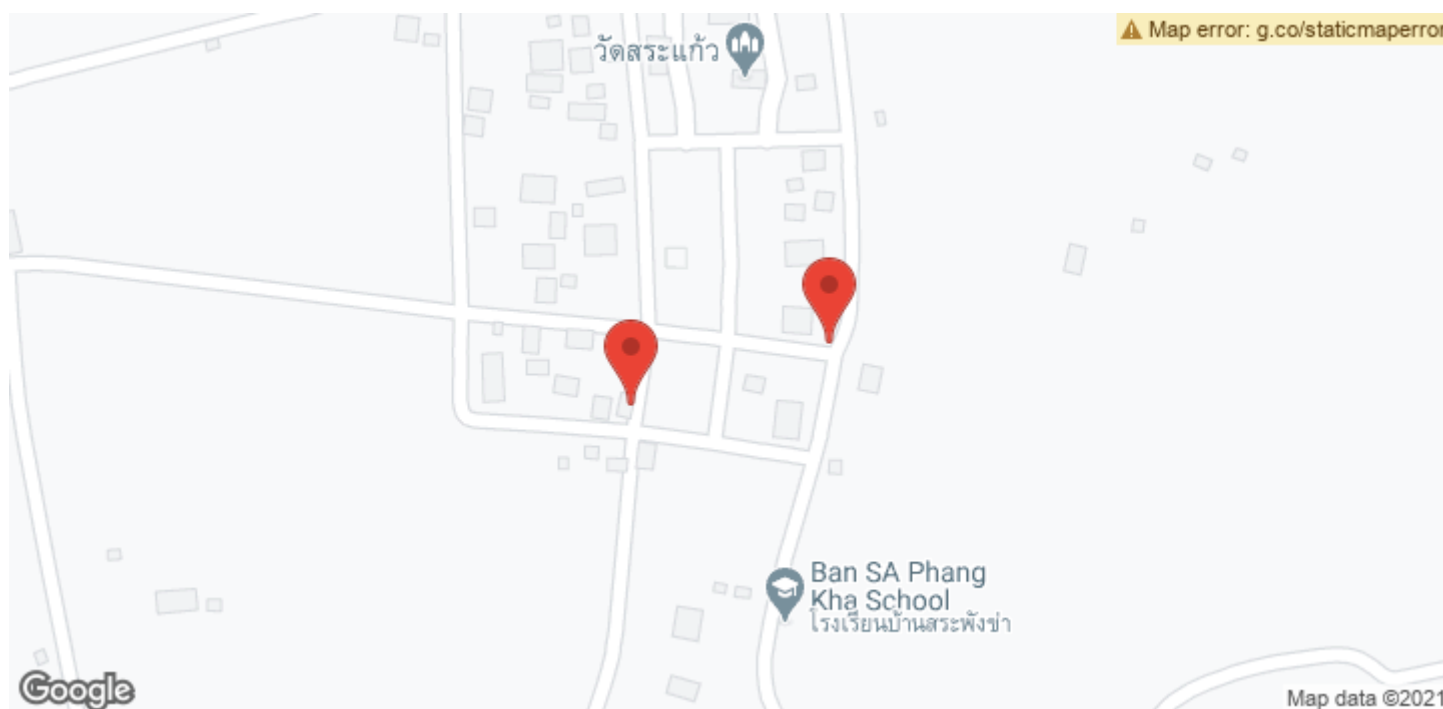 Map error: g.co/staticmaperror
วัดสระแก้ว
Ban SA Phang
Kha School
โรงเรียนบ้านสระพังข่า
Google
Map data ©2021